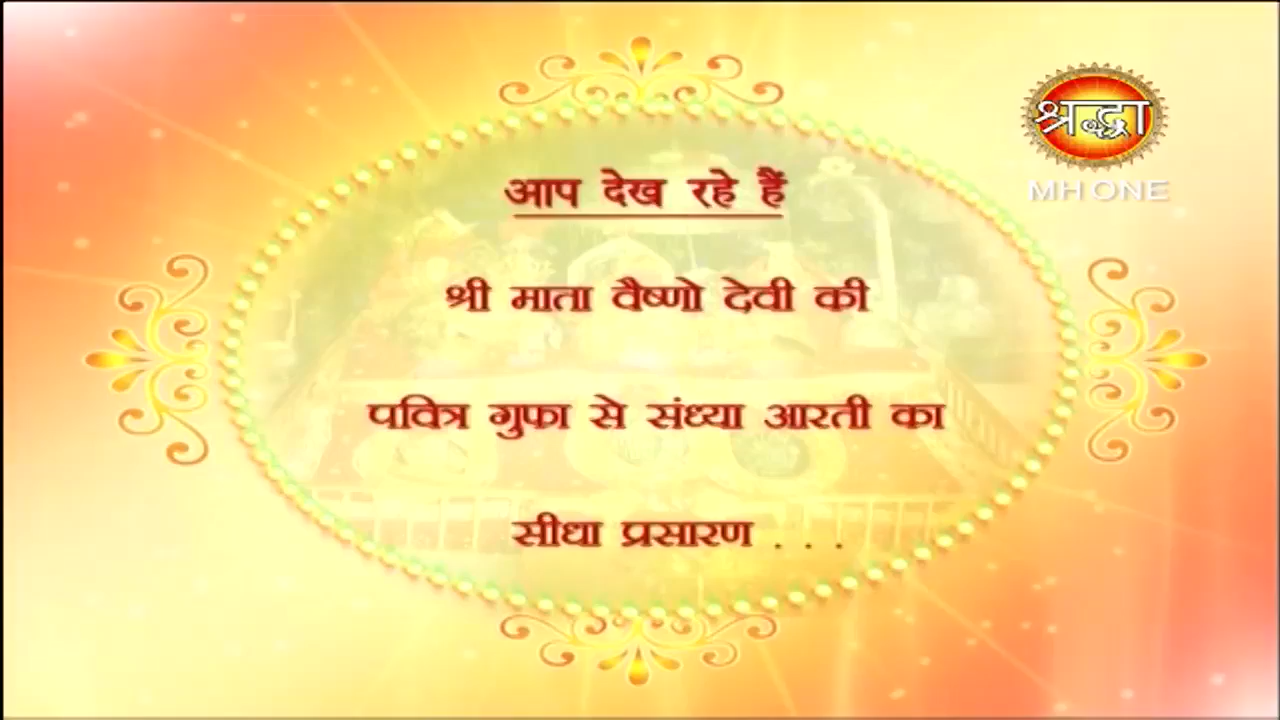 श्रद्धा
MH ONE
आप देख रहे हैं
श्री माता वैष्णो देवी की
पवित्र गुफा से संध्या आरती का
सीधा प्रसारण . . .